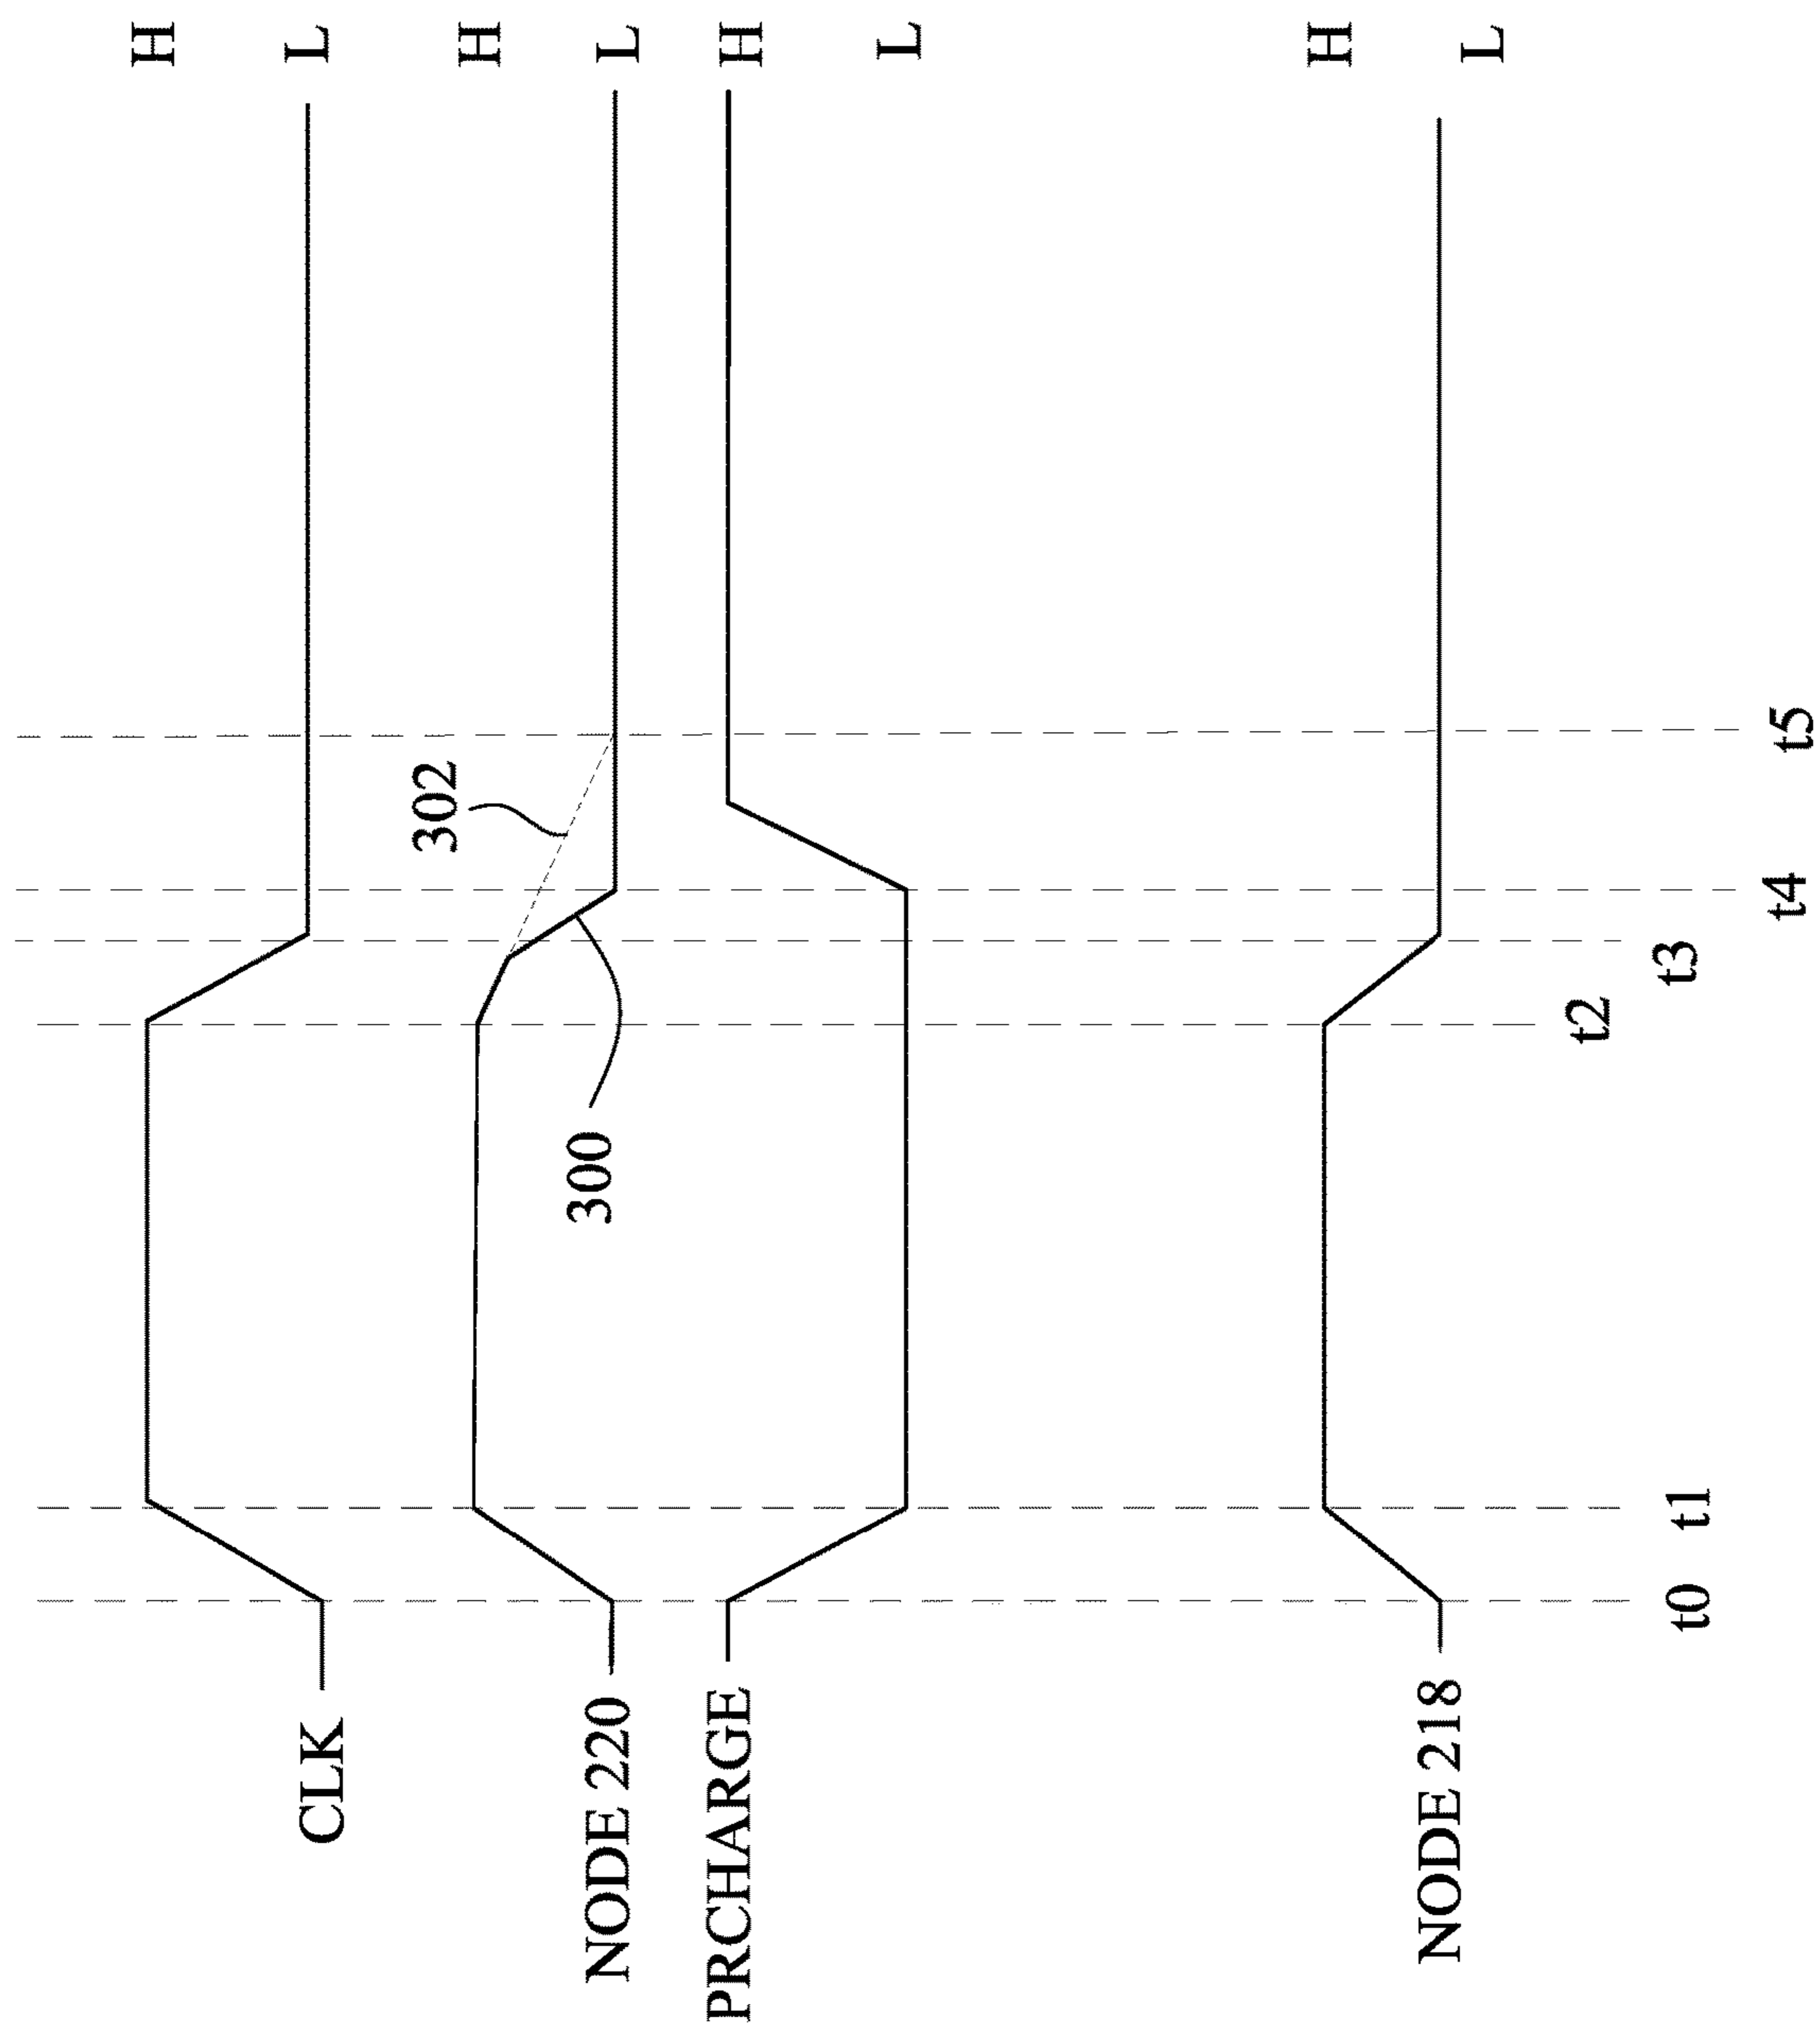 CLK
H
L
NODE 220
H
L
302
300
PRCHARGE
H
L
NODE 218
H
L
t0
t1
t2
t3
t4
t5